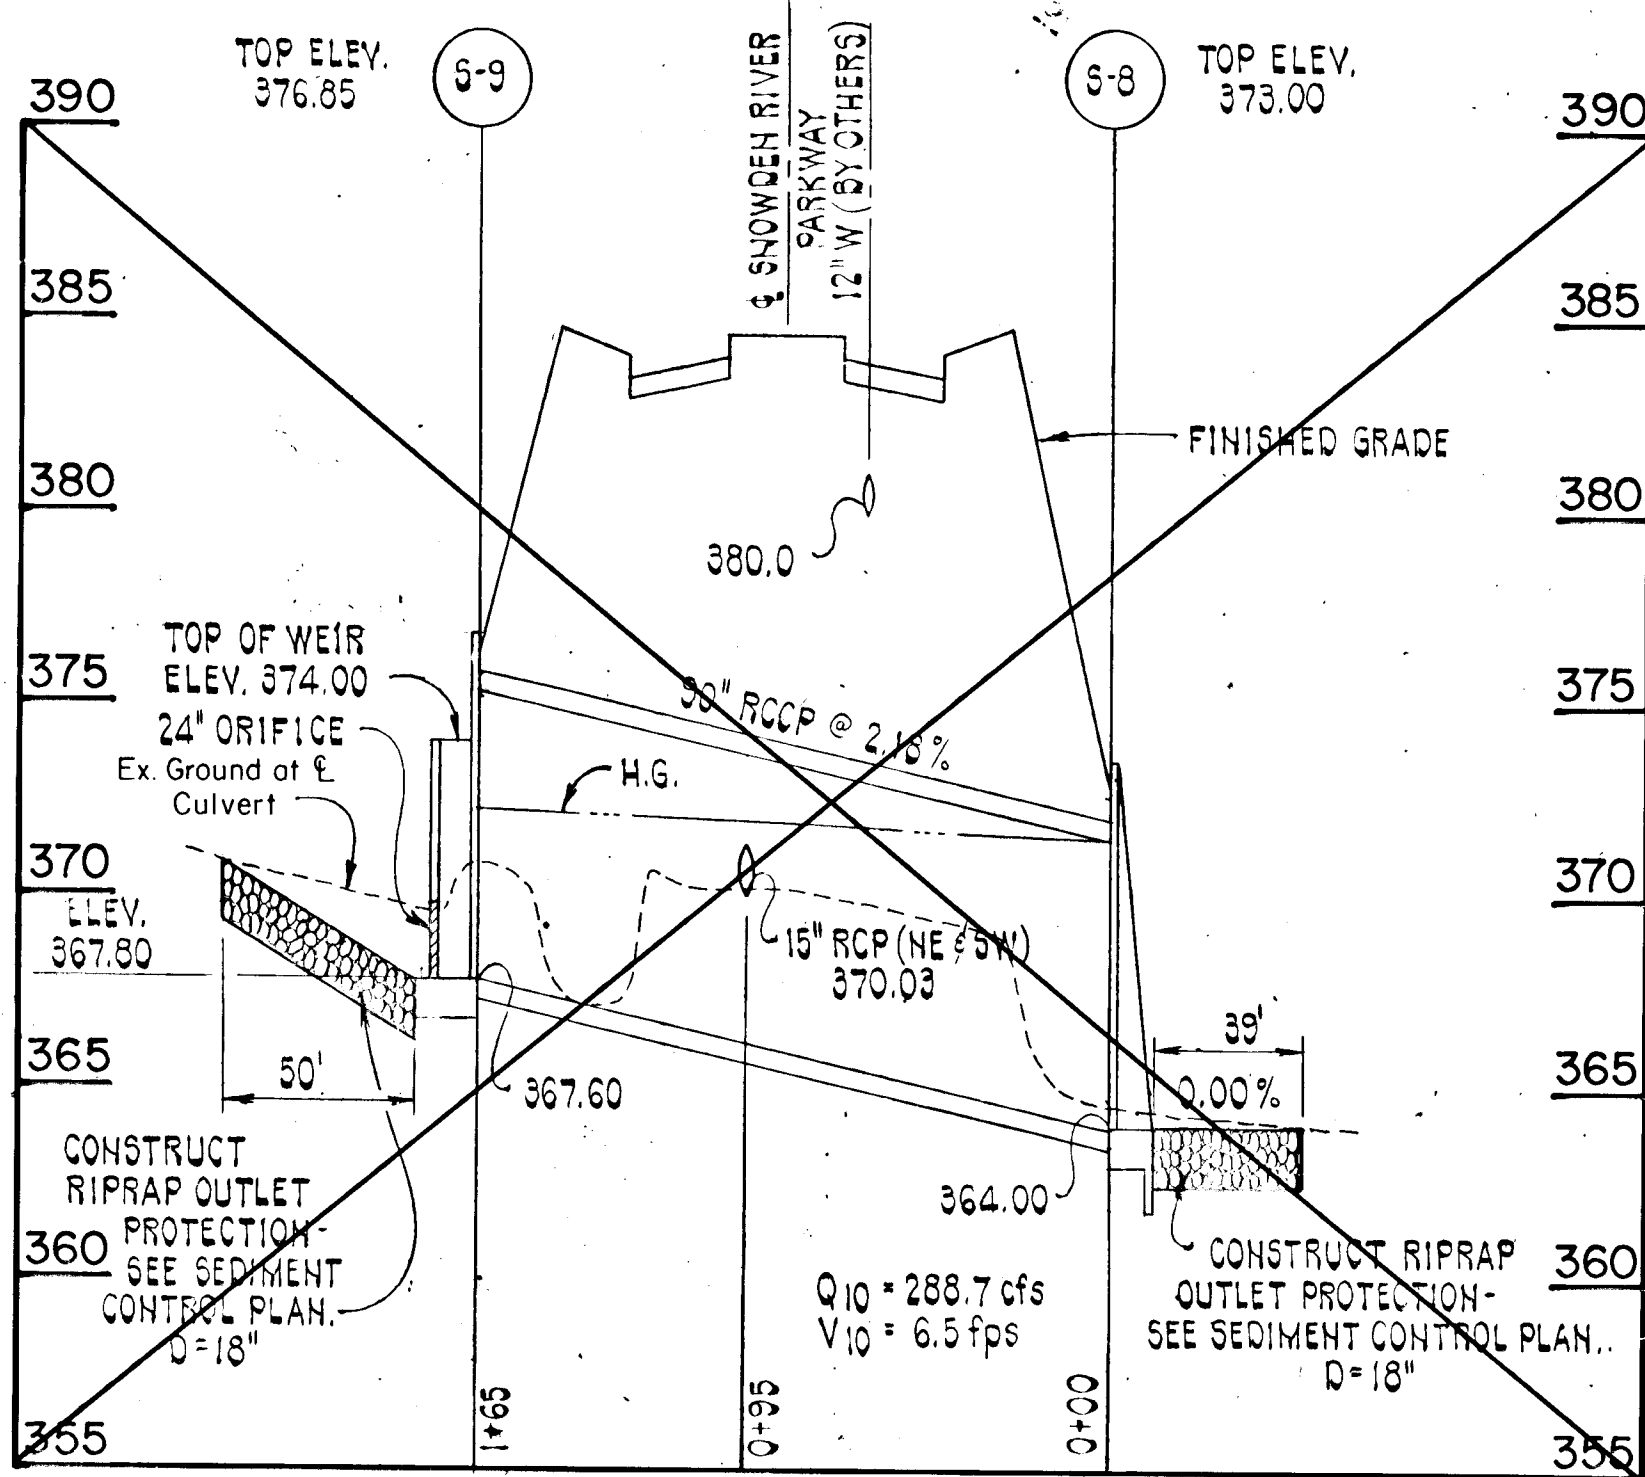 TOP ELEV.
376.85
S-9
℄ SNOWDEN RIVER
PARKWAY
12" W (BY OTHERS)
S-8
TOP ELEV.
373.00
390
390
385
385
FINISHED GRADE
380
380
380.0
TOP OF WEIR
ELEV. 374.00
375
375
90" RCCP @ 2.18%
24" ORIFICE
Ex. Ground at ℄
Culvert
H.G.
370
370
ELEV.
367.80
15" RCP (NE & SW)
370.03
39'
365
365
50'
367.60
0.00%
CONSTRUCT
RIPRAP OUTLET
PROTECTION-
SEE SEDIMENT
CONTROL PLAN.
D=18"
364.00
360
360
CONSTRUCT RIPRAP
OUTLET PROTECTION-
SEE SEDIMENT CONTROL PLAN..
D=18"
Q10 = 288.7 cfs
V10 = 6.5 fps
1+65
0+95
0+00
355
355